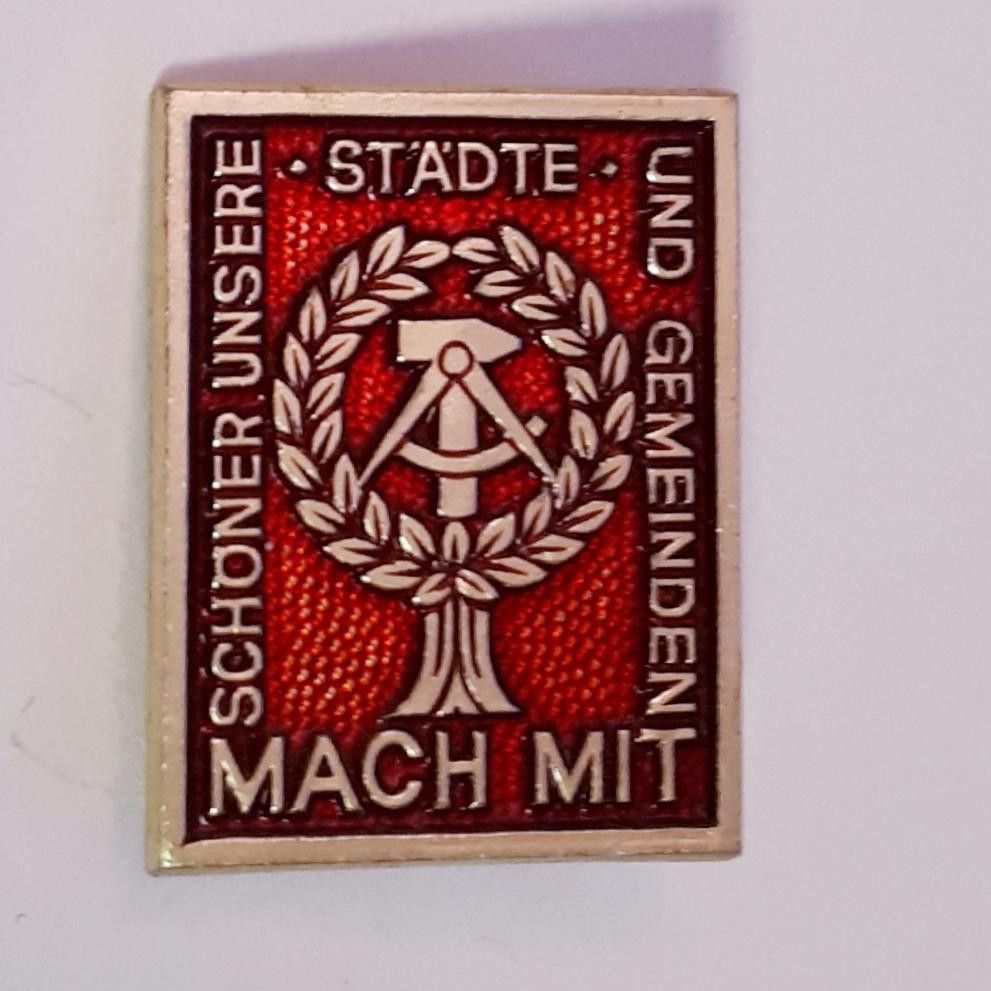 SCHÖNER UNSERE
· STÄDTE ·
UND GEMEINDEN
MACH MIT